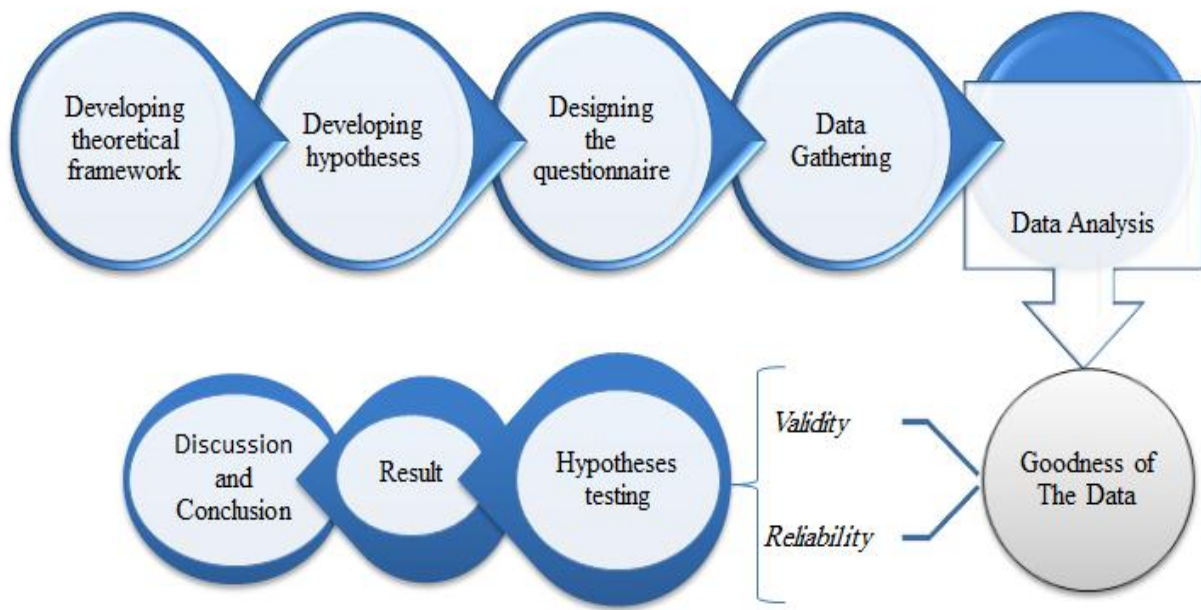 Developing
theoretical
framework
Developing
hypotheses
Designing
the
questionnaire
Data
Gathering
Data Analysis
Goodness of
The Data
Validity
Reliability
Hypotheses
testing
Result
Discussion
and
Conclusion